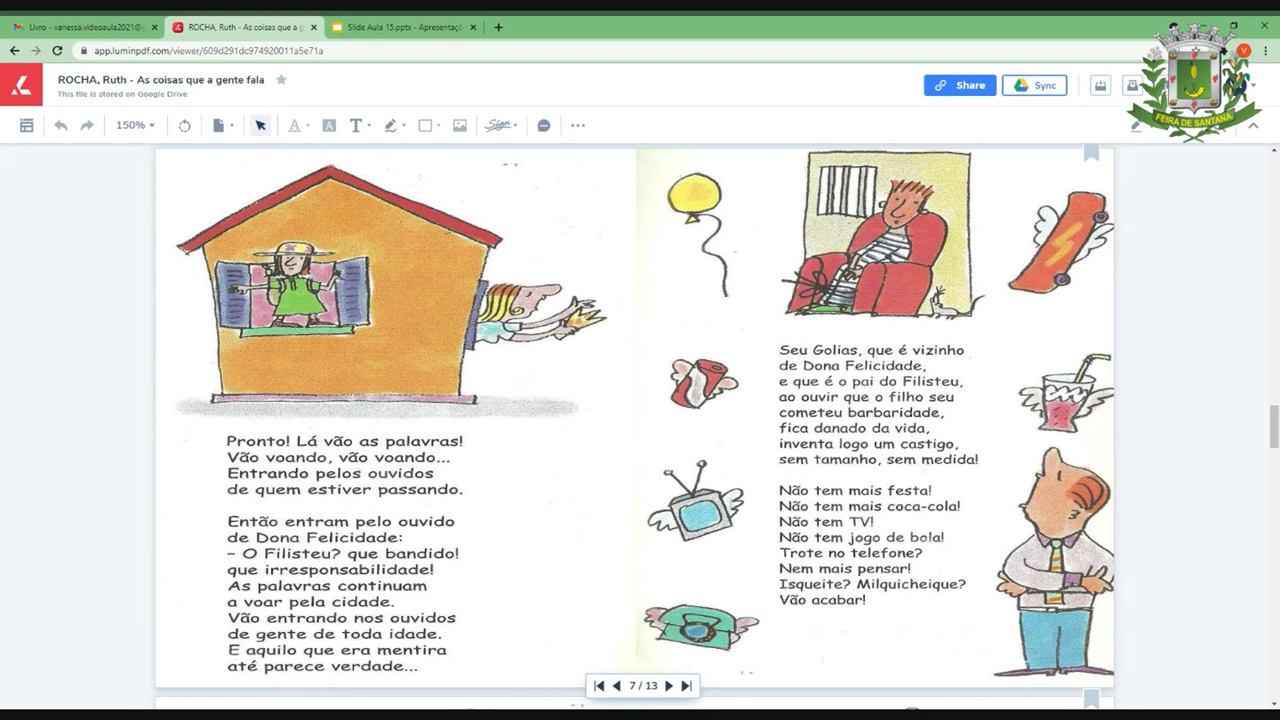 Livro - vanessa.videoaula2021@
ROCHA, Ruth - As coisas que a g
Slide Aula 15.pptx - Apresentaçõ
app.luminpdf.com/viewer/609d291dc974920011a5e71a
V
ROCHA, Ruth - As coisas que a gente fala
This file is stored on Google Drive
Share
Sync
FEIRA DE SANTANA
150%
A
A
T
Sign
Pronto! Lá vão as palavras!
Vão voando, vão voando...
Entrando pelos ouvidos
de quem estiver passando.
Então entram pelo ouvido
de Dona Felicidade:
– O Filisteu? que bandido!
que irresponsabilidade!
As palavras continuam
a voar pela cidade.
Vão entrando nos ouvidos
de gente de toda idade.
E aquilo que era mentira
até parece verdade...
Seu Golias, que é vizinho
de Dona Felicidade,
e que é o pai do Filisteu,
ao ouvir que o filho seu
cometeu barbaridade,
fica danado da vida,
inventa logo um castigo,
sem tamanho, sem medida!
Não tem mais festa!
Não tem mais coca-cola!
Não tem TV!
Não tem jogo de bola!
Trote no telefone?
Nem mais pensar!
Isqueite? Milquicheique?
Vão acabar!
7 / 13